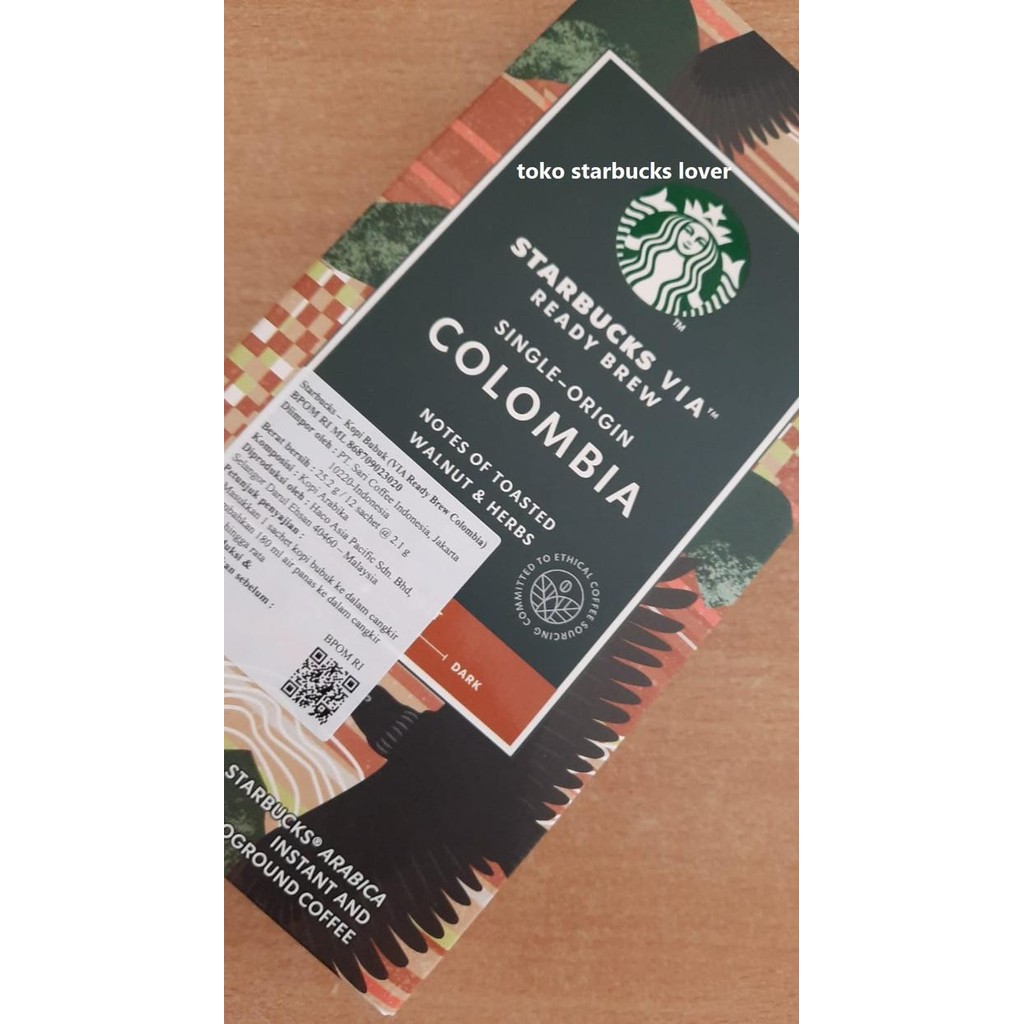 toko starbucks lover
STARBUCKS VIA™
READY BREW
SINGLE-ORIGIN
COLOMBIA
NOTES OF TOASTED
WALNUT & HERBS
COMMITTED TO ETHICAL COFFEE SOURCING
DARK
TM
Starbucks – Kopi Bubuk (VIA Ready Brew Colombia)
BPOM RI ML 868709023020
Diimpor oleh : PT. Sari Coffee Indonesia, Jakarta
10220-Indonesia
Berat bersih : 25.2 g / 12 sachet @ 2.1 g
Komposisi : Kopi Arabika
Diproduksi oleh : Haco Asia Pacific Sdn. Bhd,
Selangor Darul Ehsan 40460 – Malaysia
Petunjuk penyajian :
Masukkan 1 sachet kopi bubuk ke dalam cangkir
180 ml air panas ke dalam cangkir
hingga rata
sebelum :
BPOM RI
STARBUCKS® ARABICA
INSTANT AND
OGROUND COFFEE